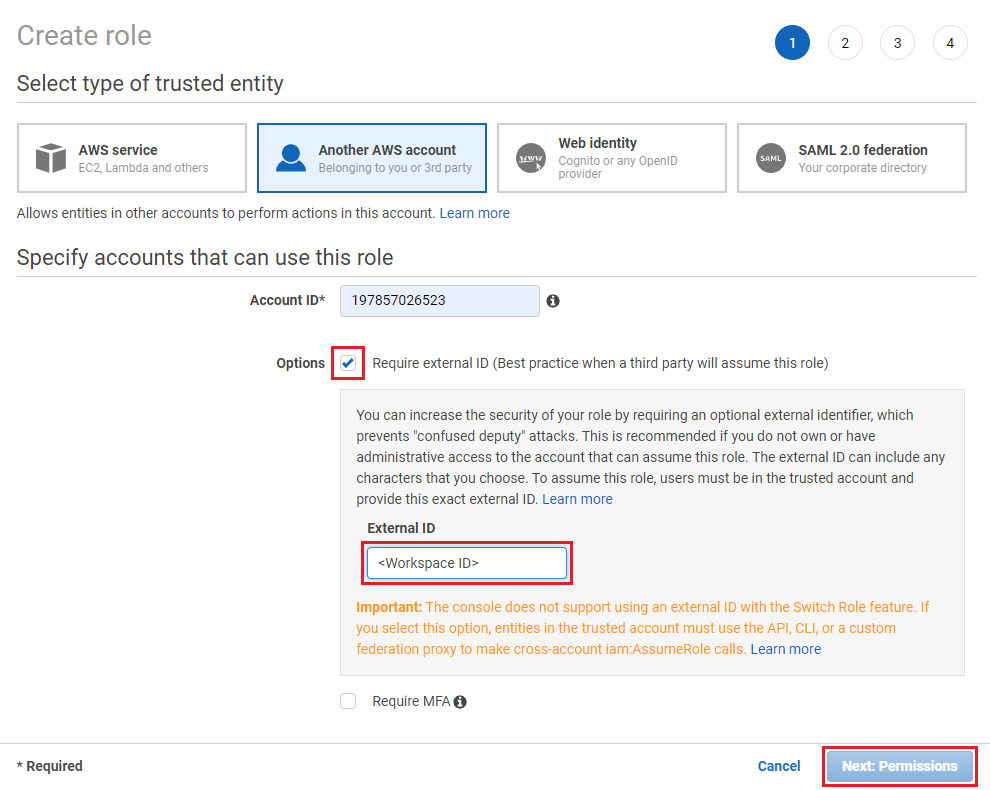 Create role
1
2
3
4
Select type of trusted entity
AWS service
EC2, Lambda and others
Another AWS account
Belonging to you or 3rd party
www
Web identity
Cognito or any OpenID
provider
SAML
SAML 2.0 federation
Your corporate directory
Allows entities in other accounts to perform actions in this account. Learn more
Specify accounts that can use this role
Account ID* 197857026523
Options Require external ID (Best practice when a third party will assume this role)
You can increase the security of your role by requiring an optional external identifier, which
prevents "confused deputy" attacks. This is recommended if you do not own or have
administrative access to the account that can assume this role. The external ID can include any
characters that you choose. To assume this role, users must be in the trusted account and
provide this exact external ID. Learn more
External ID
<Workspace ID>
Important: The console does not support using an external ID with the Switch Role feature. If
you select this option, entities in the trusted account must use the API, CLI, or a custom
federation proxy to make cross-account iam:AssumeRole calls. Learn more
Require MFA
* Required
Cancel
Next: Permissions